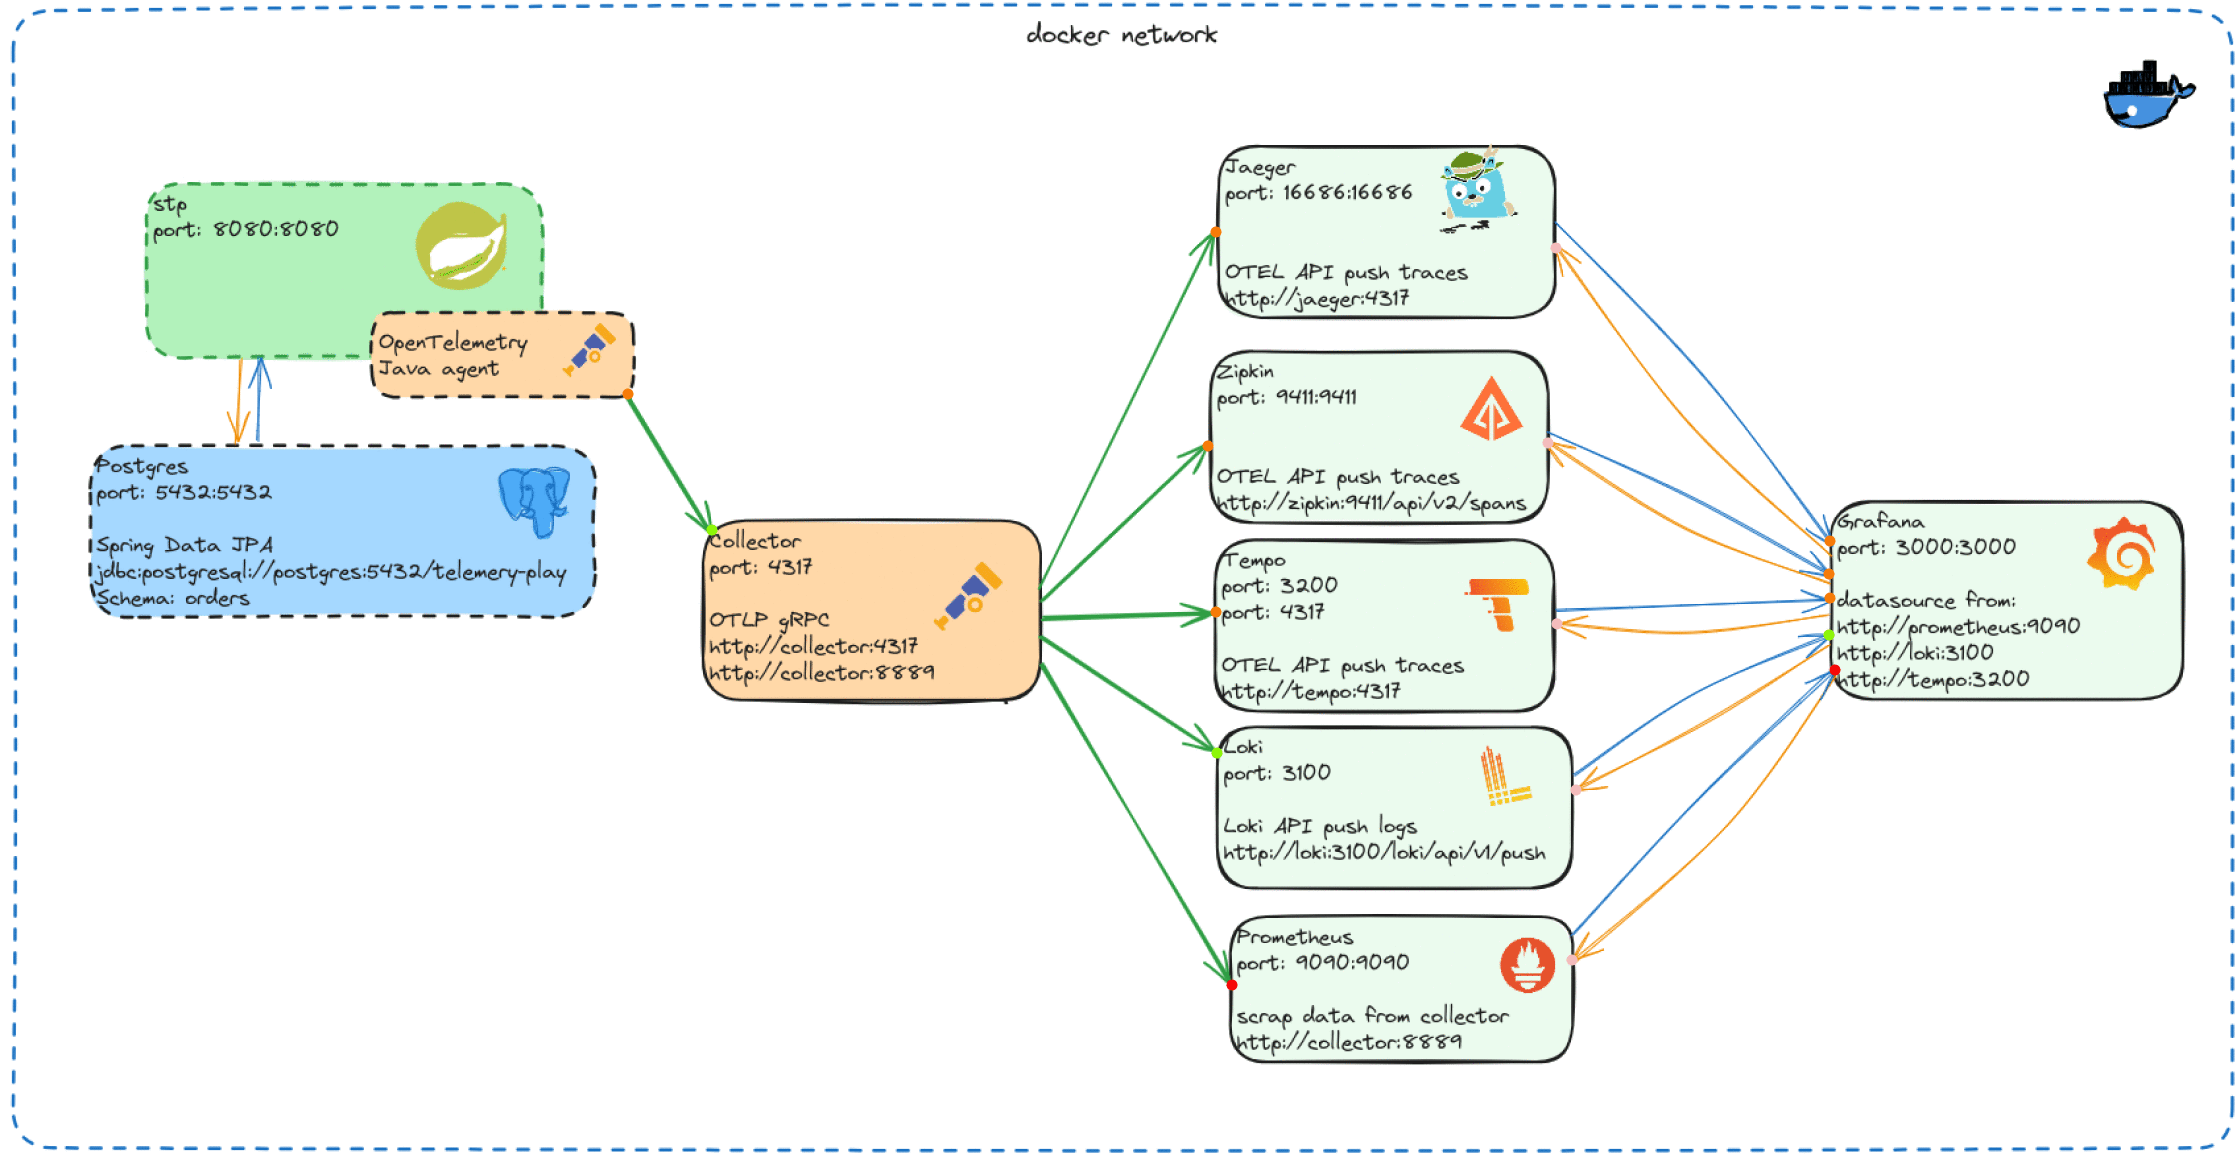 docker network
stp
port: 8080:8080
OpenTelemetry
Java agent
Postgres
port: 5432:5432
Spring Data JPA
jdbc:postgresql://postgres:5432/telemery-play
Schema: orders
Collector
port: 4317
OTLP gRPC
http://collector:4317
http://collector:8889
Jaeger
port: 16686:16686
OTEL API push traces
http://jaeger:4317
Zipkin
port: 9411:9411
OTEL API push traces
http://zipkin:9411/api/v2/spans
Tempo
port: 3200
port: 4317
OTEL API push traces
http://tempo:4317
Loki
port: 3100
Loki API push logs
http://loki:3100/loki/api/v1/push
Prometheus
port: 9090:9090
scrap data from collector
http://collector:8889
Grafana
port: 3000:3000
datasource from:
http://prometheus:9090
http://loki:3100
http://tempo:3200